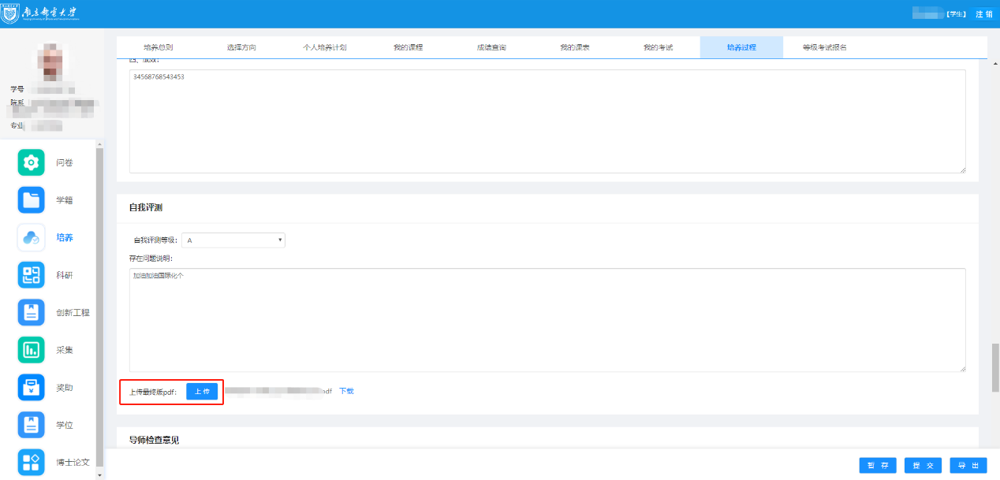 南京邮电大学
【学生】 注 销
学号
院系
专业
问卷
学籍
培养
科研
创新工程
采集
奖助
学位
博士论文
培养总则 选择方向 个人培养计划 我的课程 成绩查询 我的课表 我的考试 培养过程 等级考试报名
四、成效:
34568768543453
自我评测
自我评测等级: A
存在问题说明:
加油加油国际化个
上传最终版pdf: 上 传 pdf 下载
导师检查意见
暂 存 提 交 导 出